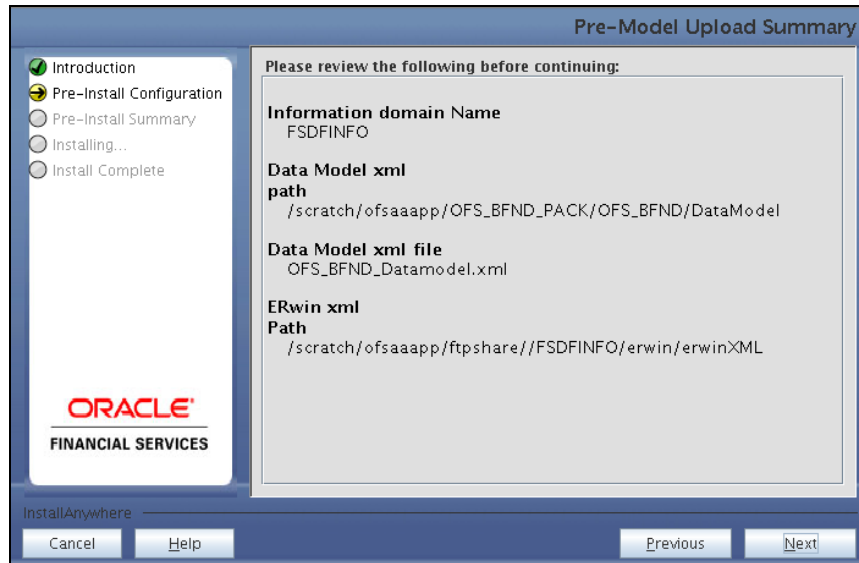 Pre-Model Upload Summary
Introduction
Pre-Install Configuration
Pre-Install Summary
Installing...
Install Complete
ORACLE®
FINANCIAL SERVICES
Please review the following before continuing:
Information domain Name
FSDFINFO
Data Model xml
path
/scratch/ofsaaapp/OFS_BFND_PACK/OFS_BFND/DataModel
Data Model xml file
OFS_BFND_Datamodel.xml
ERwin xml
Path
/scratch/ofsaaapp/ftpshare//FSDFINFO/erwin/erwinXML
InstallAnywhere
Cancel
Help
Previous
Next